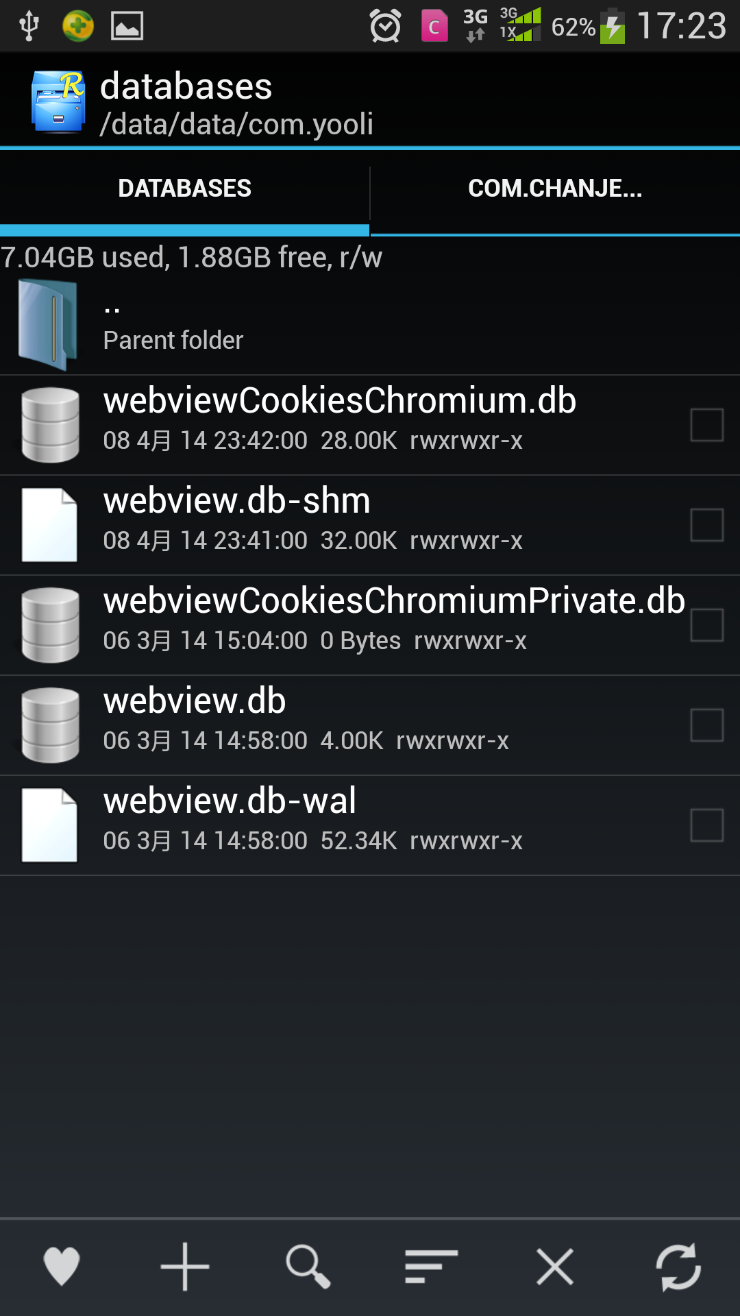 C 3G 3G 1X 62% 17:23
R
databases
/data/data/com.yooli
DATABASES COM.CHANJE...
7.04GB used, 1.88GB free, r/w
..
Parent folder
webviewCookiesChromium.db
08 4月 14 23:42:00 28.00K rwxrwxr-x
webview.db-shm
08 4月 14 23:41:00 32.00K rwxrwxr-x
webviewCookiesChromiumPrivate.db
06 3月 14 15:04:00 0 Bytes rwxrwxr-x
webview.db
06 3月 14 14:58:00 4.00K rwxrwxr-x
webview.db-wal
06 3月 14 14:58:00 52.34K rwxrwxr-x